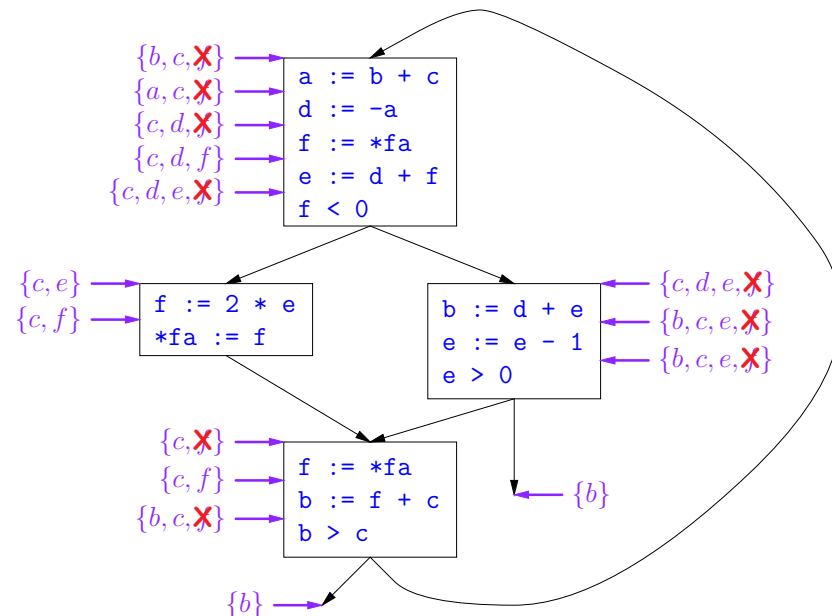 {b, c, f}
{a, c, f}
{c, d, f}
{c, d, f}
{c, d, e, f}
a := b + c
d := -a
f := *fa
e := d + f
f < 0
{c, e}
{c, f}
f := 2 * e
*fa := f
b := d + e
e := e - 1
e > 0
{c, d, e, f}
{b, c, e, f}
{b, c, e, f}
{c, f}
{c, f}
{b, c, f}
f := *fa
b := f + c
b > c
{b}
{b}